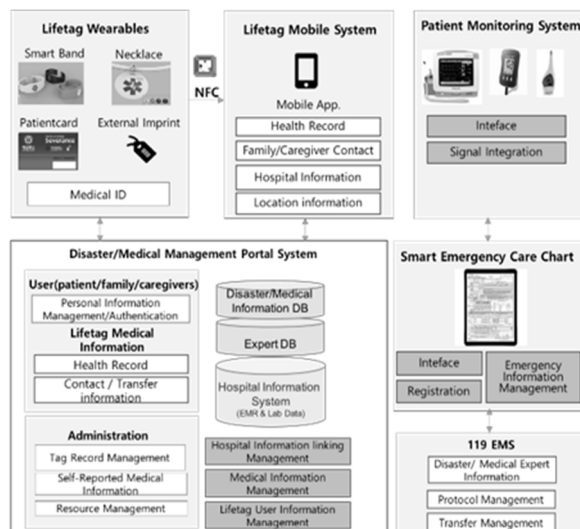 Lifetag Wearables
Smart Band
Necklace
Patientcard
External Imprint
Medical ID
NFC
Lifetag Mobile System
Mobile App.
Health Record
Family/Caregiver Contact
Hospital Information
Location information
Patient Monitoring System
Inteface
Signal Integration
Disaster/Medical Management Portal System
User(patient/family/caregivers)
Personal Information
Management/Authentication
Lifetag Medical
Information
Health Record
Contact / Transfer
information
Administration
Tag Record Management
Self-Reported Medical
Information
Resource Management
Disaster/Medical
Information DB
Expert DB
Hospital Information
System
(EMR & Lab Data)
Hospital Information linking
Management
Medical Information
Management
Lifetag User Information
Management
Smart Emergency Care Chart
Inteface
Registration
Emergency
Information
Management
119 EMS
Disaster/ Medical Expert
Information
Protocol Management
Transfer Management